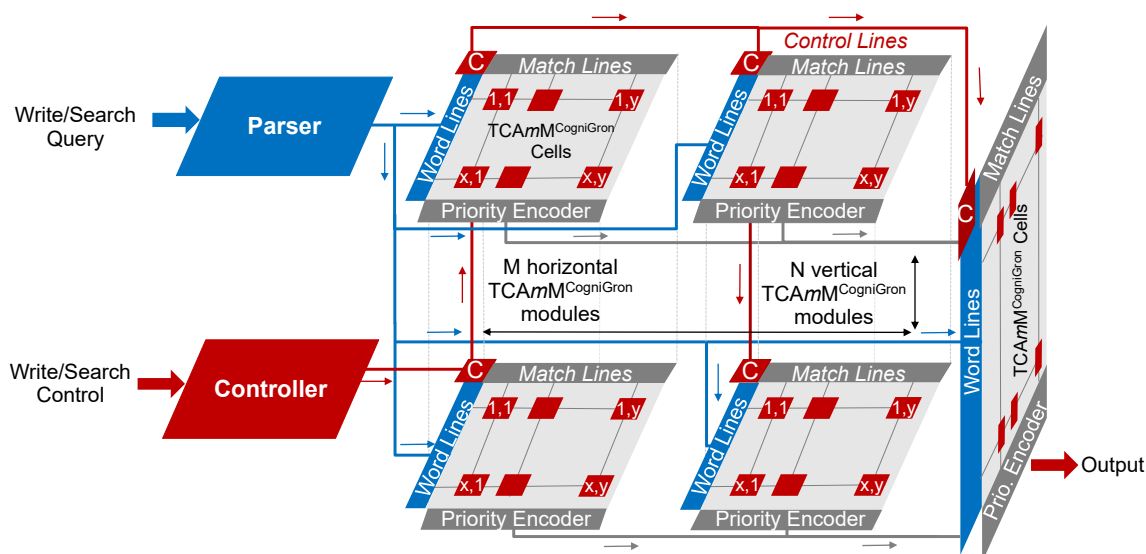 Control Lines
C
Match Lines
1,1
1,y
TCAmM^CogniGron
Cells
Word Lines
x,1
x,y
Priority Encoder
C
Match Lines
1,1
1,y
Word Lines
x,1
x,y
Priority Encoder
Write/Search
Query
Parser
M horizontal
TCAmM^CogniGron
modules
N vertical
TCAmM^CogniGron
modules
Write/Search
Control
Controller
C
Match Lines
1,1
1,y
Word Lines
x,1
x,y
Priority Encoder
C
Match Lines
1,1
1,y
Word Lines
x,1
x,y
Priority Encoder
C
Match Lines
TCAmM^CogniGron Cells
Word Lines
Prio. Encoder
Output